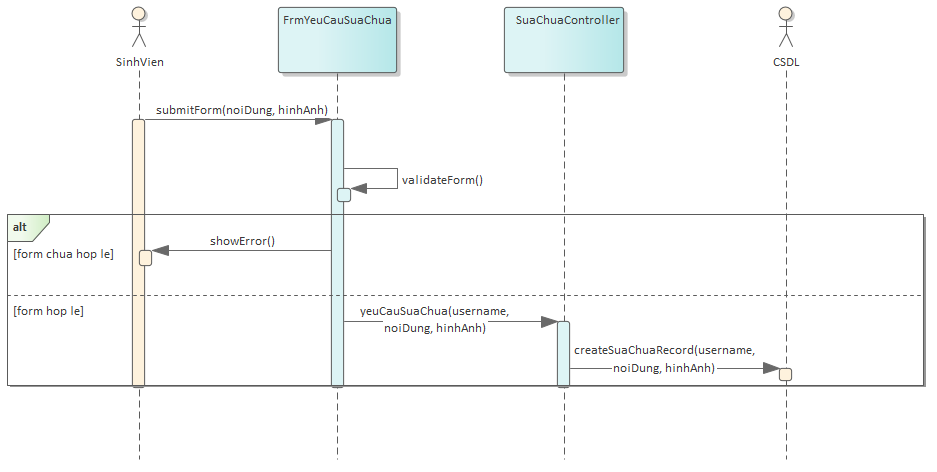 SinhVien
FrmYeuCauSuaChua
SuaChuaController
CSDL
submitForm(noiDung, hinhAnh)
validateForm()
alt
showError()
[form chua hop le]
[form hop le]
yeuCauSuaChua(username,
noiDung, hinhAnh)
createSuaChuaRecord(username,
noiDung, hinhAnh)